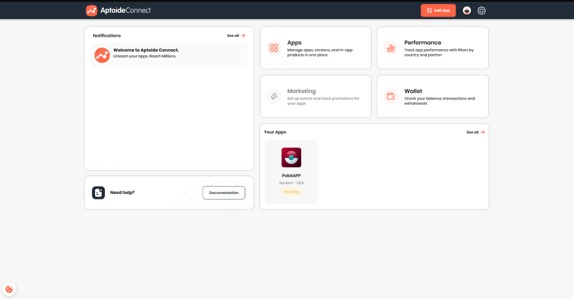 AptoideConnect
Add App
Notifications
See all
Welcome to Aptoide Connect.
Unleash your apps. Reach Millions.
Need help?
Documentation
Apps
Manage apps, versions, and in-app
products in one place
Performance
Track app performance with filters by
country and partner
Marketing
Set up events and track promotions for
your apps.
Wallet
Check your balance, transactions and
withdrawals.
Your Apps
See all
PokéAPP
Pending